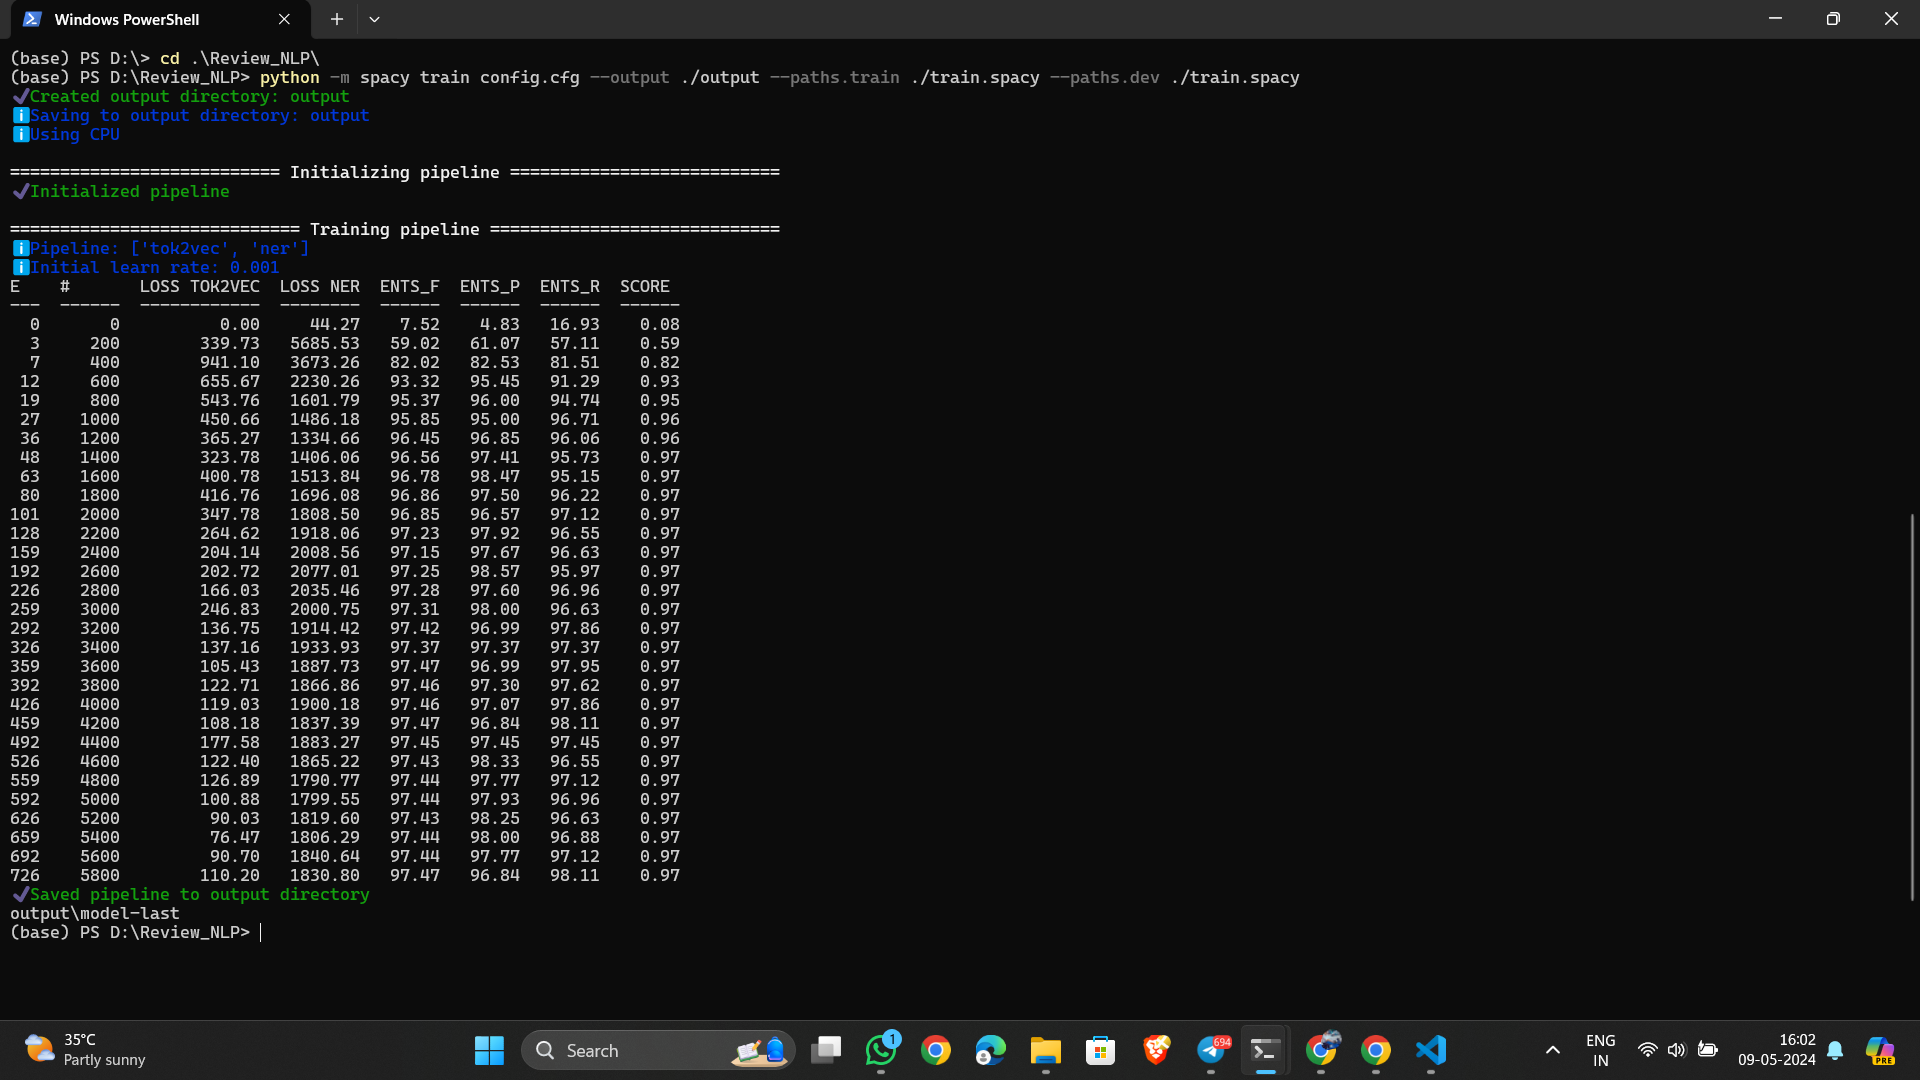 Windows PowerShell
(base) PS D:\> cd .\Review_NLP\
(base) PS D:\Review_NLP> python -m spacy train config.cfg --output ./output --paths.train ./train.spacy --paths.dev ./train.spacy
✔Created output directory: output
ℹSaving to output directory: output
ℹUsing CPU
=========================== Initializing pipeline ===========================
✔Initialized pipeline
============================= Training pipeline =============================
ℹPipeline: ['tok2vec', 'ner']
ℹInitial learn rate: 0.001
E    #       LOSS TOK2VEC  LOSS NER  ENTS_F  ENTS_P  ENTS_R  SCORE
---  ------  ------------  --------  ------  ------  ------  ------
  0       0          0.00     44.27    7.52    4.83   16.93    0.08
  3     200        339.73   5685.53   59.02   61.07   57.11    0.59
  7     400        941.10   3673.26   82.02   82.53   81.51    0.82
 12     600        655.67   2230.26   93.32   95.45   91.29    0.93
 19     800        543.76   1601.79   95.37   96.00   94.74    0.95
 27    1000        450.66   1486.18   95.85   95.00   96.71    0.96
 36    1200        365.27   1334.66   96.45   96.85   96.06    0.96
 48    1400        323.78   1406.06   96.56   97.41   95.73    0.97
 63    1600        400.78   1513.84   96.78   98.47   95.15    0.97
 80    1800        416.76   1696.08   96.86   97.50   96.22    0.97
101    2000        347.78   1808.50   96.85   96.57   97.12    0.97
128    2200        264.62   1918.06   97.23   97.92   96.55    0.97
159    2400        204.14   2008.56   97.15   97.67   96.63    0.97
192    2600        202.72   2077.01   97.25   98.57   95.97    0.97
226    2800        166.03   2035.46   97.28   97.60   96.96    0.97
259    3000        246.83   2000.75   97.31   98.00   96.63    0.97
292    3200        136.75   1914.42   97.42   96.99   97.86    0.97
326    3400        137.16   1933.93   97.37   97.37   97.37    0.97
359    3600        105.43   1887.73   97.47   96.99   97.95    0.97
392    3800        122.71   1866.86   97.46   97.30   97.62    0.97
426    4000        119.03   1900.18   97.46   97.07   97.86    0.97
459    4200        108.18   1837.39   97.47   96.84   98.11    0.97
492    4400        177.58   1883.27   97.45   97.45   97.45    0.97
526    4600        122.40   1865.22   97.43   98.33   96.55    0.97
559    4800        126.89   1790.77   97.44   97.77   97.12    0.97
592    5000        100.88   1799.55   97.44   97.93   96.96    0.97
626    5200         90.03   1819.60   97.43   98.25   96.63    0.97
659    5400         76.47   1806.29   97.44   98.00   96.88    0.97
692    5600         90.70   1840.64   97.44   97.77   97.12    0.97
726    5800        110.20   1830.80   97.47   96.84   98.11    0.97
✔Saved pipeline to output directory
output\model-last
(base) PS D:\Review_NLP>
35°C
Partly sunny
Search
1
694
ENG
IN
16:02
09-05-2024
PRE